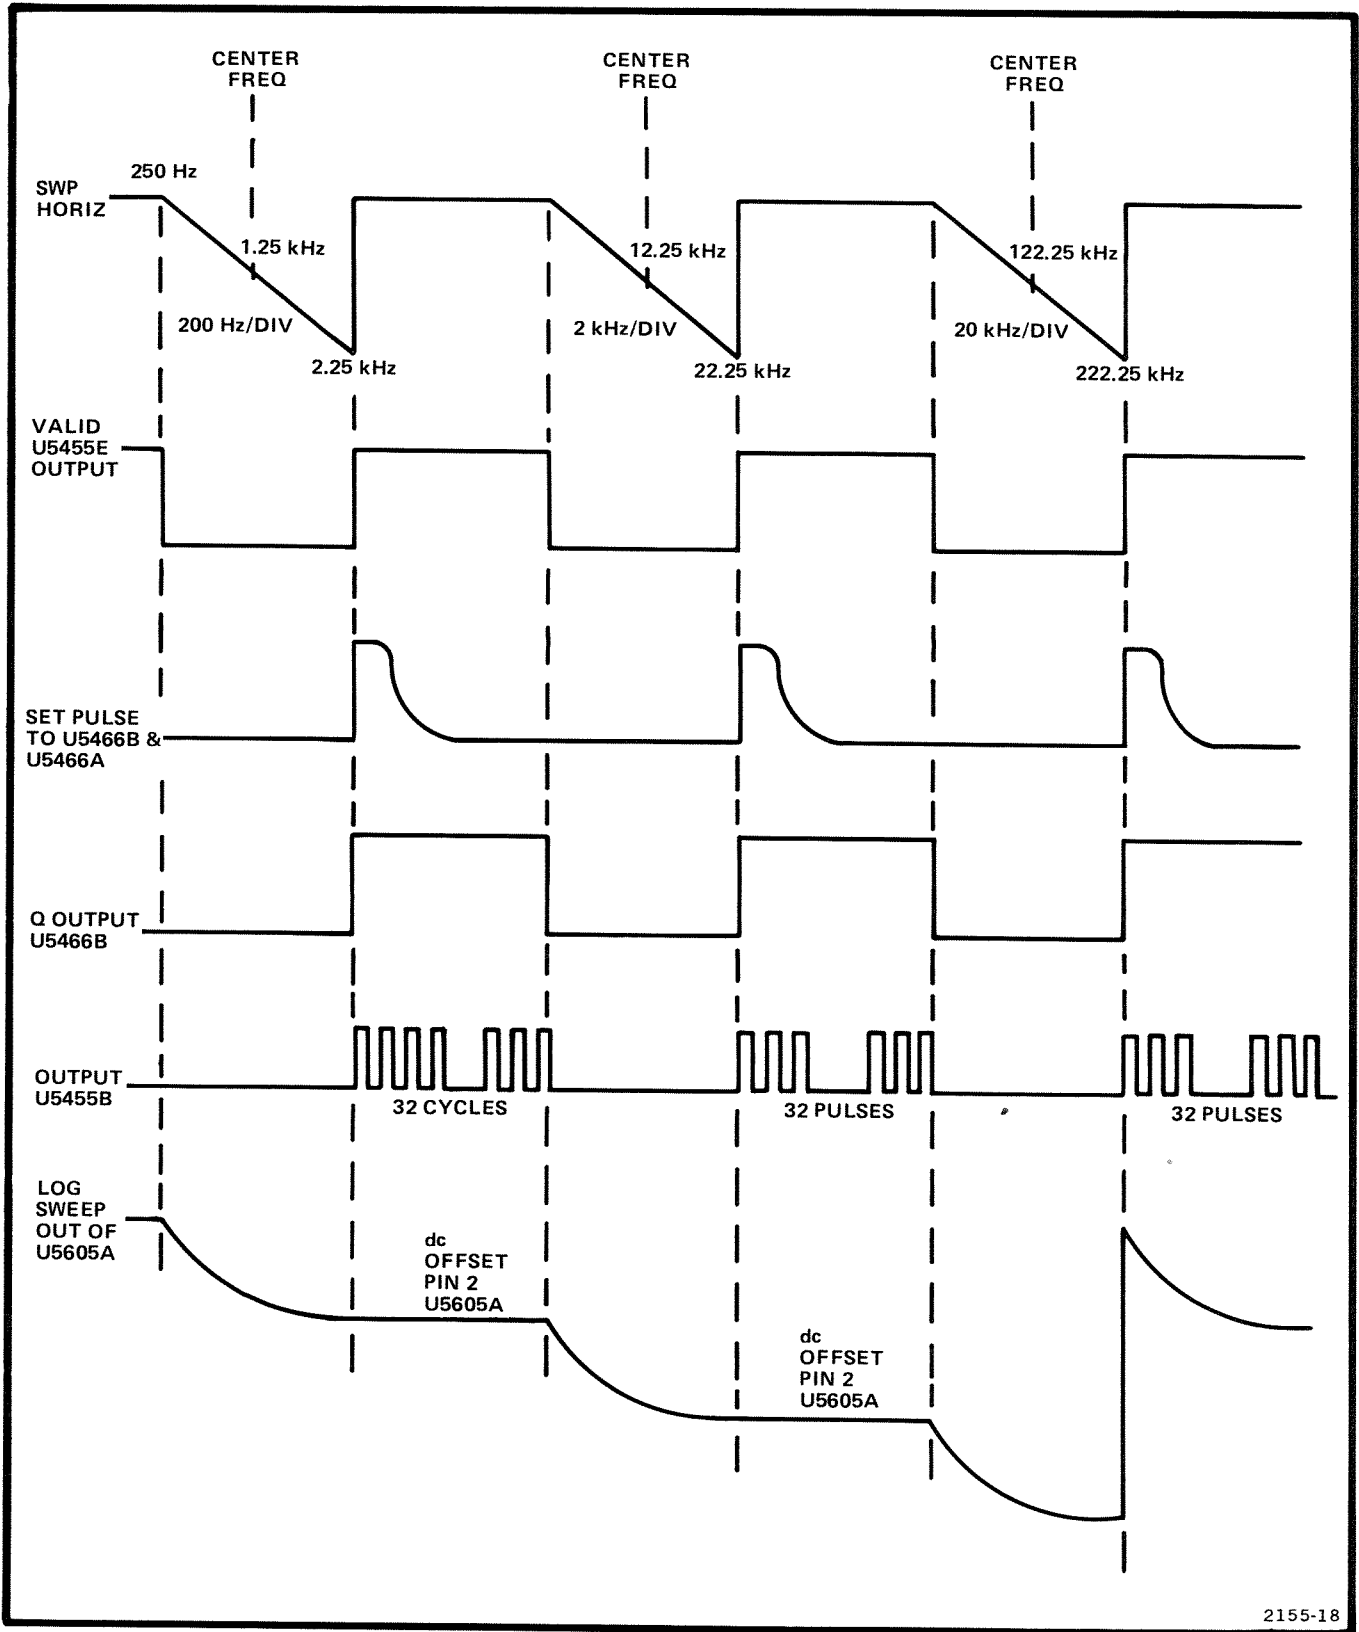 CENTER
FREQ
CENTER
FREQ
CENTER
FREQ
250 Hz
SWP
HORIZ
1.25 kHz
12.25 kHz
122.25 kHz
200 Hz/DIV
2 kHz/DIV
20 kHz/DIV
2.25 kHz
22.25 kHz
222.25 kHz
VALID
U5455E
OUTPUT
SET PULSE
TO U5466B &
U5466A
Q OUTPUT
U5466B
OUTPUT
U5455B
32 CYCLES
32 PULSES
32 PULSES
LOG
SWEEP
OUT OF
U5605A
dc
OFFSET
PIN 2
U5605A
dc
OFFSET
PIN 2
U5605A
2155-18